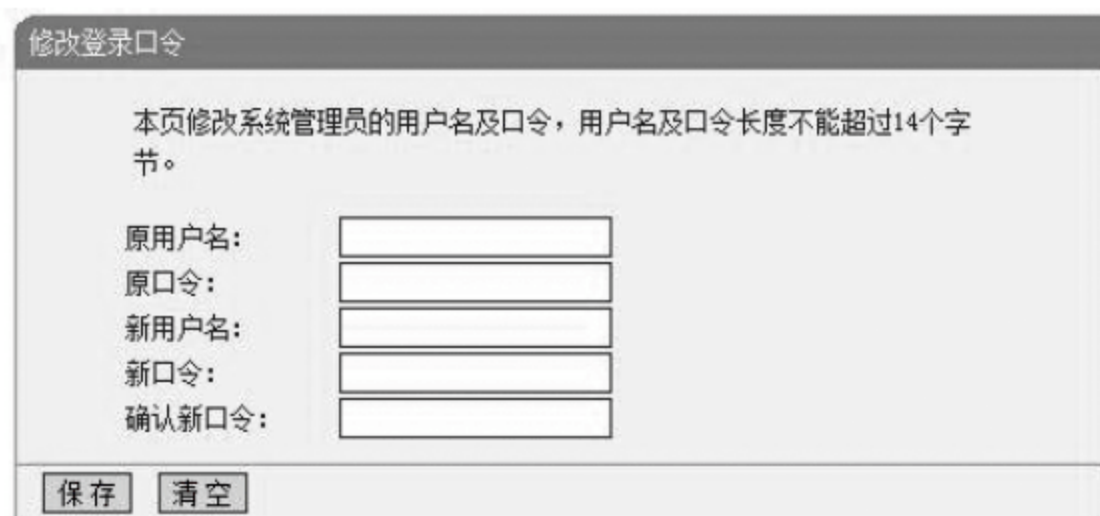 修改登录口令
本页修改系统管理员的用户名及口令，用户名及口令长度不能超过14个字
节。
原用户名：
原口令：
新用户名：
新口令：
确认新口令：
保存 清空